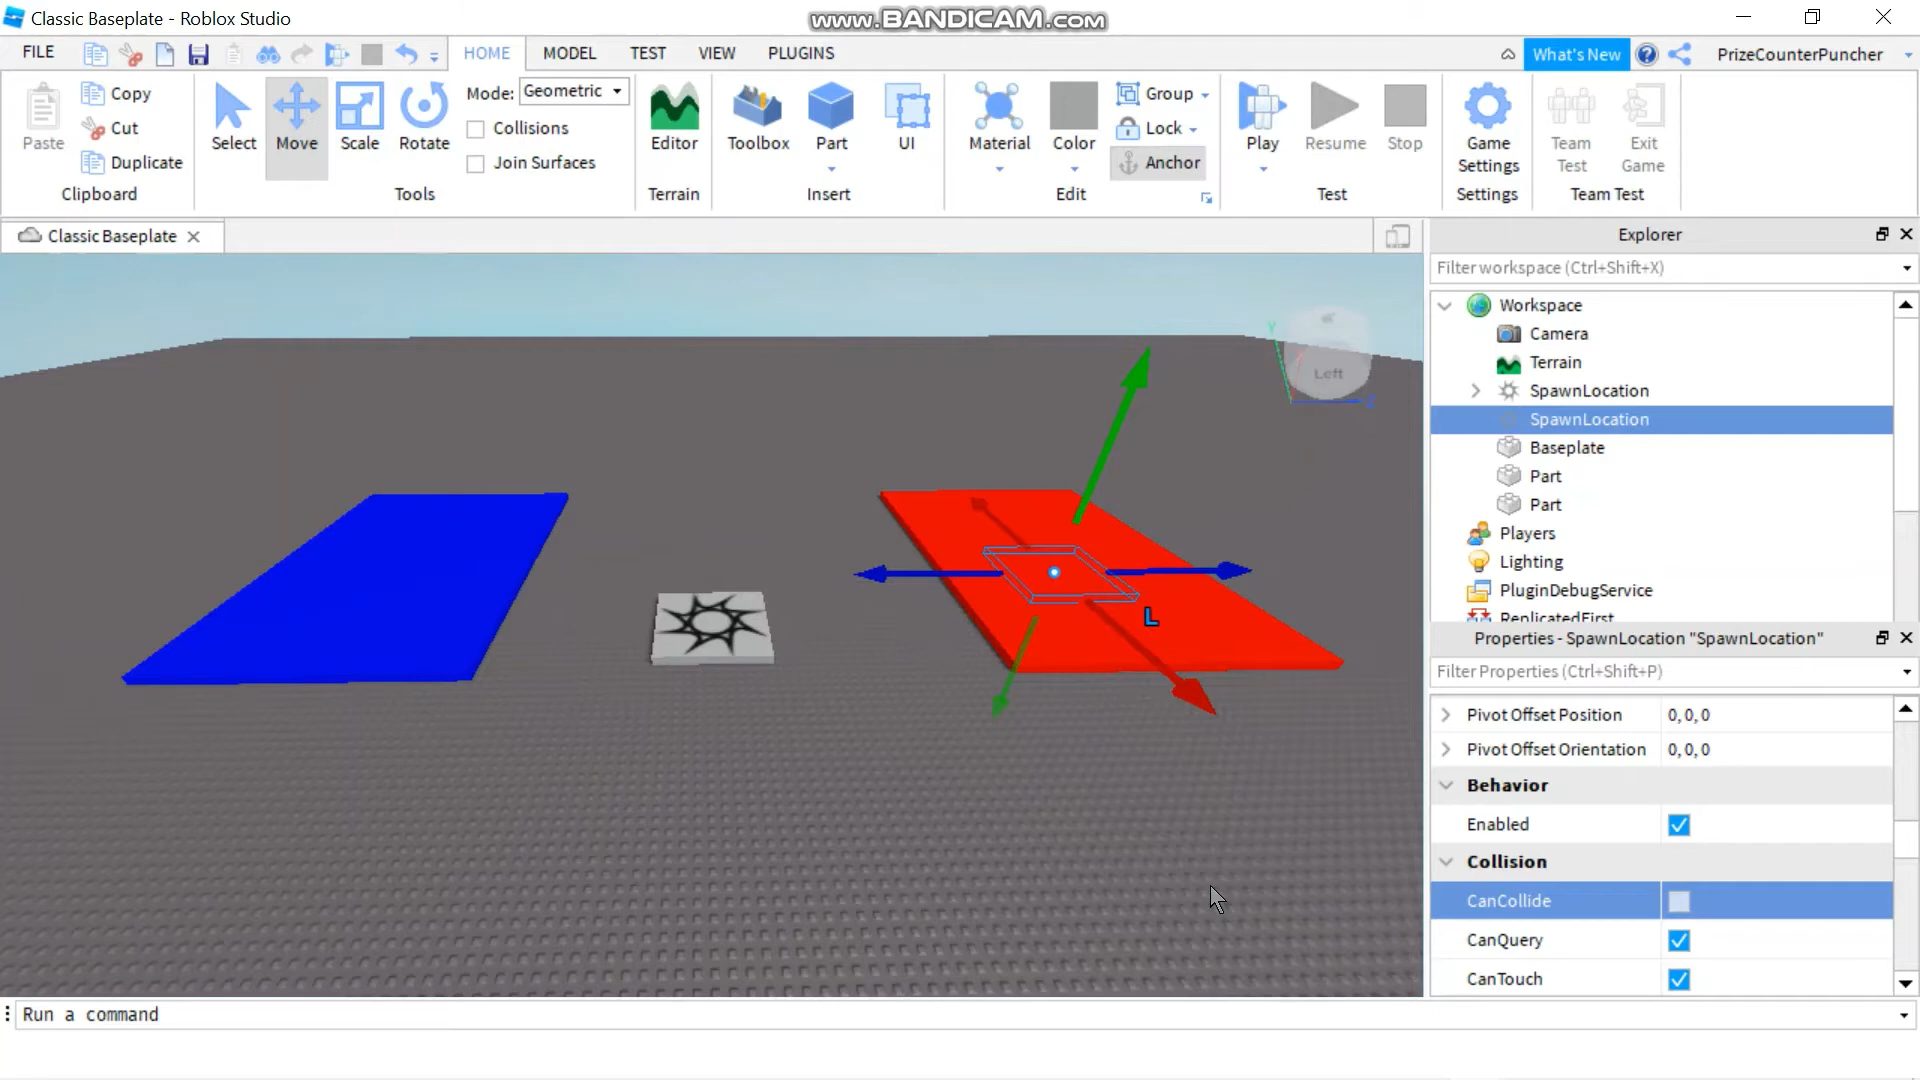 Classic Baseplate - Roblox Studio
www.BANDICAM.com
FILE
HOME
MODEL
TEST
VIEW
PLUGINS
What's New
PrizeCounterPuncher
Paste
Copy
Cut
Duplicate
Clipboard
Select
Move
Scale
Rotate
Mode: Geometric
Collisions
Join Surfaces
Tools
Editor
Terrain
Toolbox
Part
UI
Insert
Material
Color
Group
Lock
Anchor
Edit
Play
Resume
Stop
Test
Game Settings
Settings
Team Test
Exit Game
Team Test
Classic Baseplate
Explorer
Filter workspace (Ctrl+Shift+X)
Workspace
Camera
Terrain
SpawnLocation
SpawnLocation
Baseplate
Part
Part
Players
Lighting
PluginDebugService
ReplicatedFirst
Y
Left
Z
L
Properties - SpawnLocation "SpawnLocation"
Filter Properties (Ctrl+Shift+P)
Pivot Offset Position 0, 0, 0
Pivot Offset Orientation 0, 0, 0
Behavior
Enabled
Collision
CanCollide
CanQuery
CanTouch
Run a command